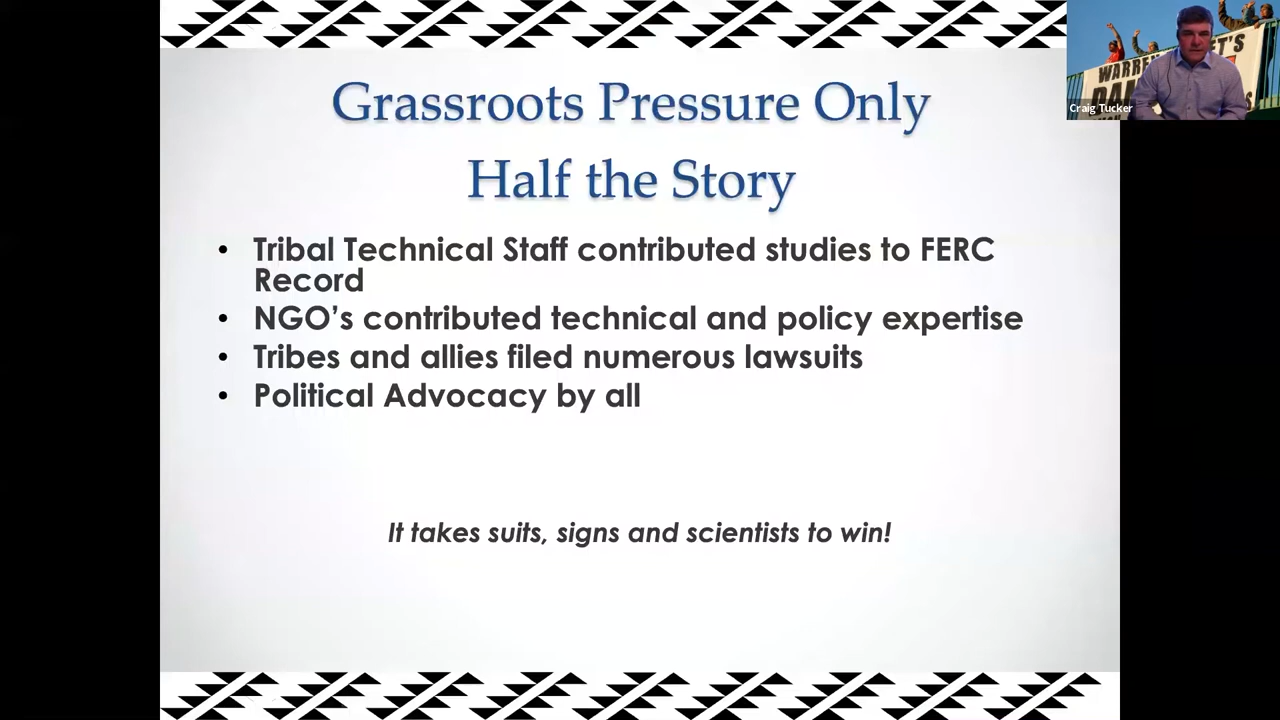 Grassroots Pressure Only
Half the Story
• Tribal Technical Staff contributed studies to FERC
Record
• NGO’s contributed technical and policy expertise
• Tribes and allies filed numerous lawsuits
• Political Advocacy by all
It takes suits, signs and scientists to win!
Craig Tucker